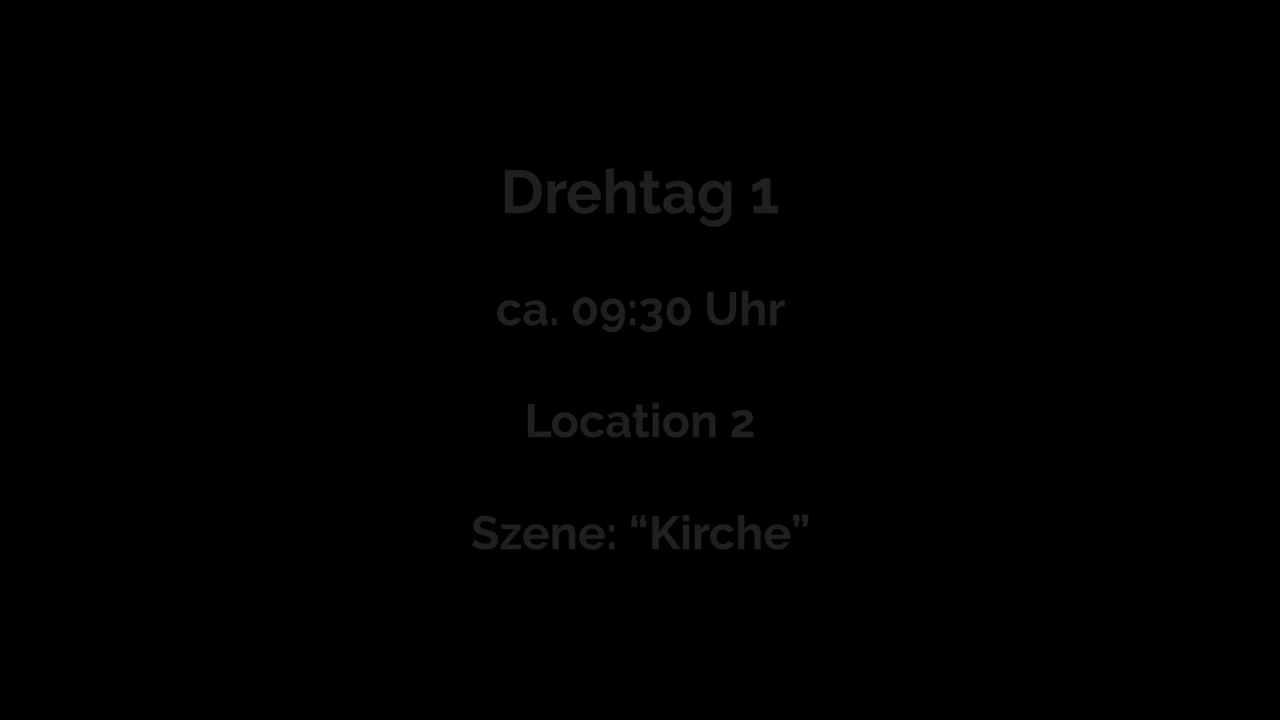 Drehtag 1
ca. 09:30 Uhr
Location 2
Szene: “Kirche”